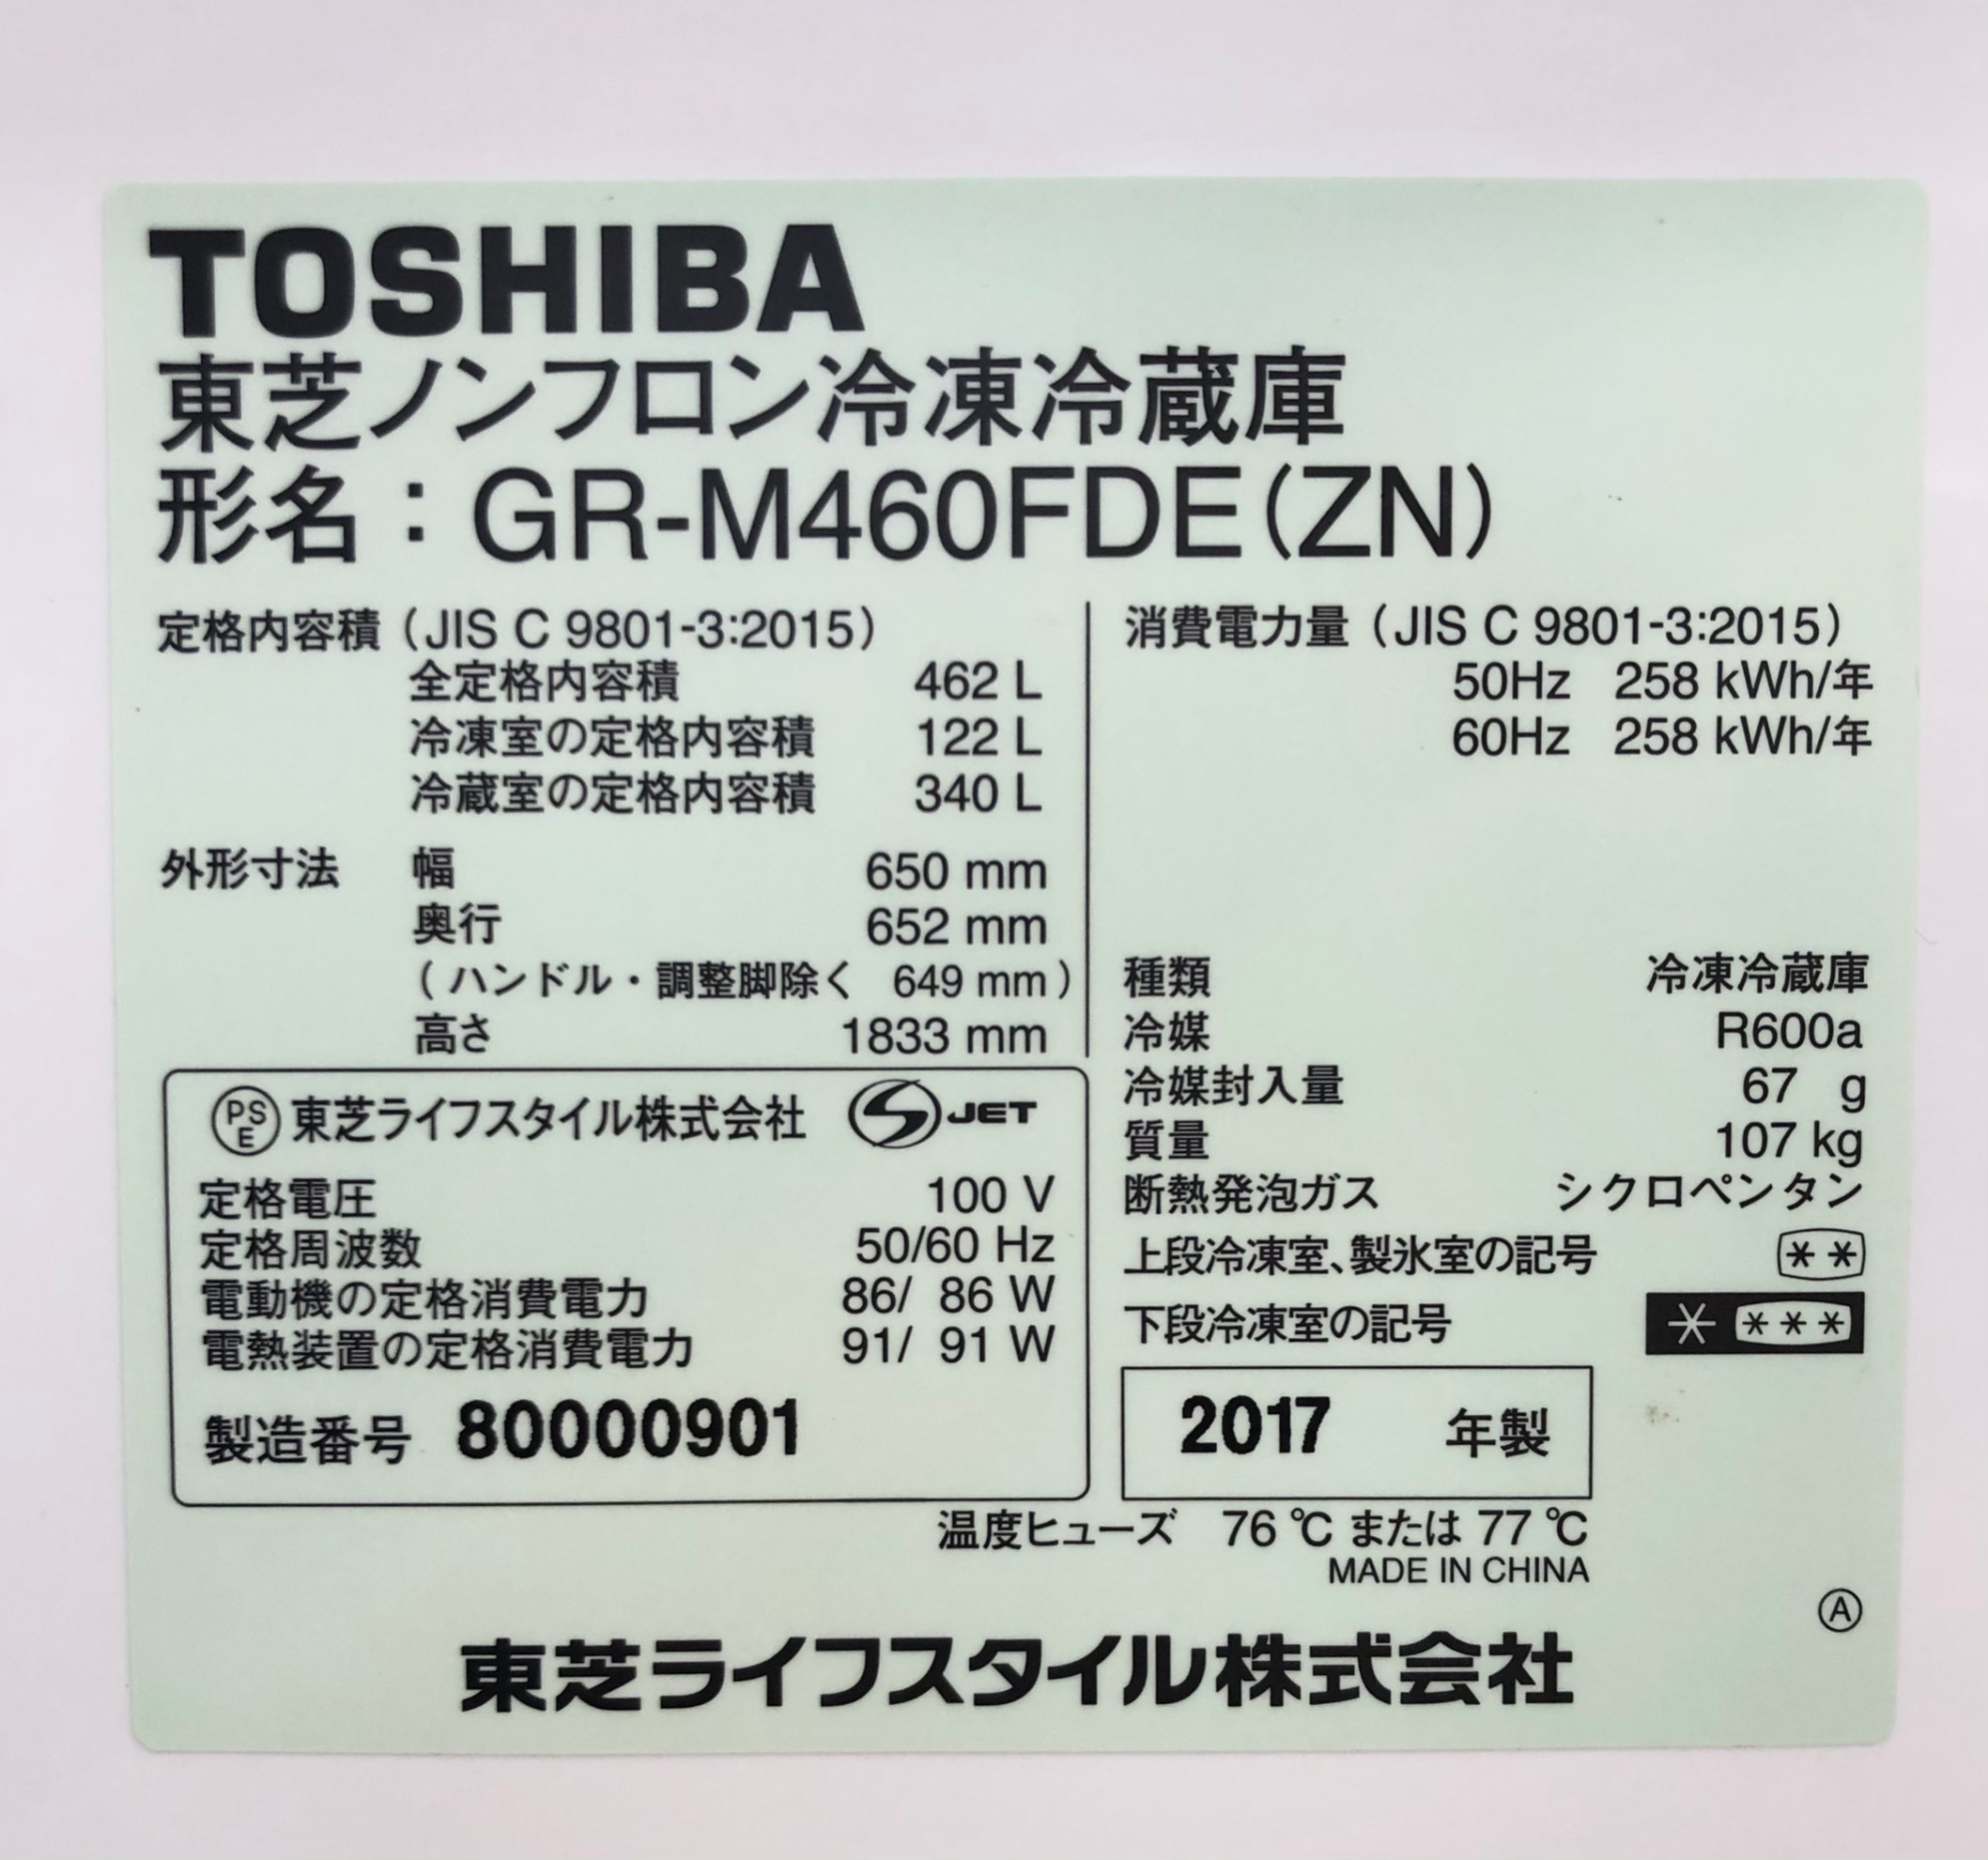 TOSHIBA
東芝ノンフロン冷凍冷蔵庫
形名：GR-M460FDE(ZN)
定格内容積（JIS C 9801-3:2015）
全定格内容積 462 L
冷凍室の定格内容積 122 L
冷蔵室の定格内容積 340 L
外形寸法 幅 650 mm
奥行 652 mm
（ハンドル・調整脚除く 649 mm）
高さ 1833 mm
消費電力量（JIS C 9801-3:2015）
50Hz 258 kWh/年
60Hz 258 kWh/年
種類 冷凍冷蔵庫
冷媒 R600a
冷媒封入量 67 g
質量 107 kg
断熱発泡ガス シクロペンタン
上段冷凍室、製氷室の記号 **
下段冷凍室の記号 * ***
PSE 東芝ライフスタイル株式会社 S JET
定格電圧 100 V
定格周波数 50/60 Hz
電動機の定格消費電力 86/ 86 W
電熱装置の定格消費電力 91/ 91 W
製造番号 80000901
2017 年製
温度ヒューズ 76 ℃ または 77 ℃
MADE IN CHINA
Ⓐ
東芝ライフスタイル株式会社